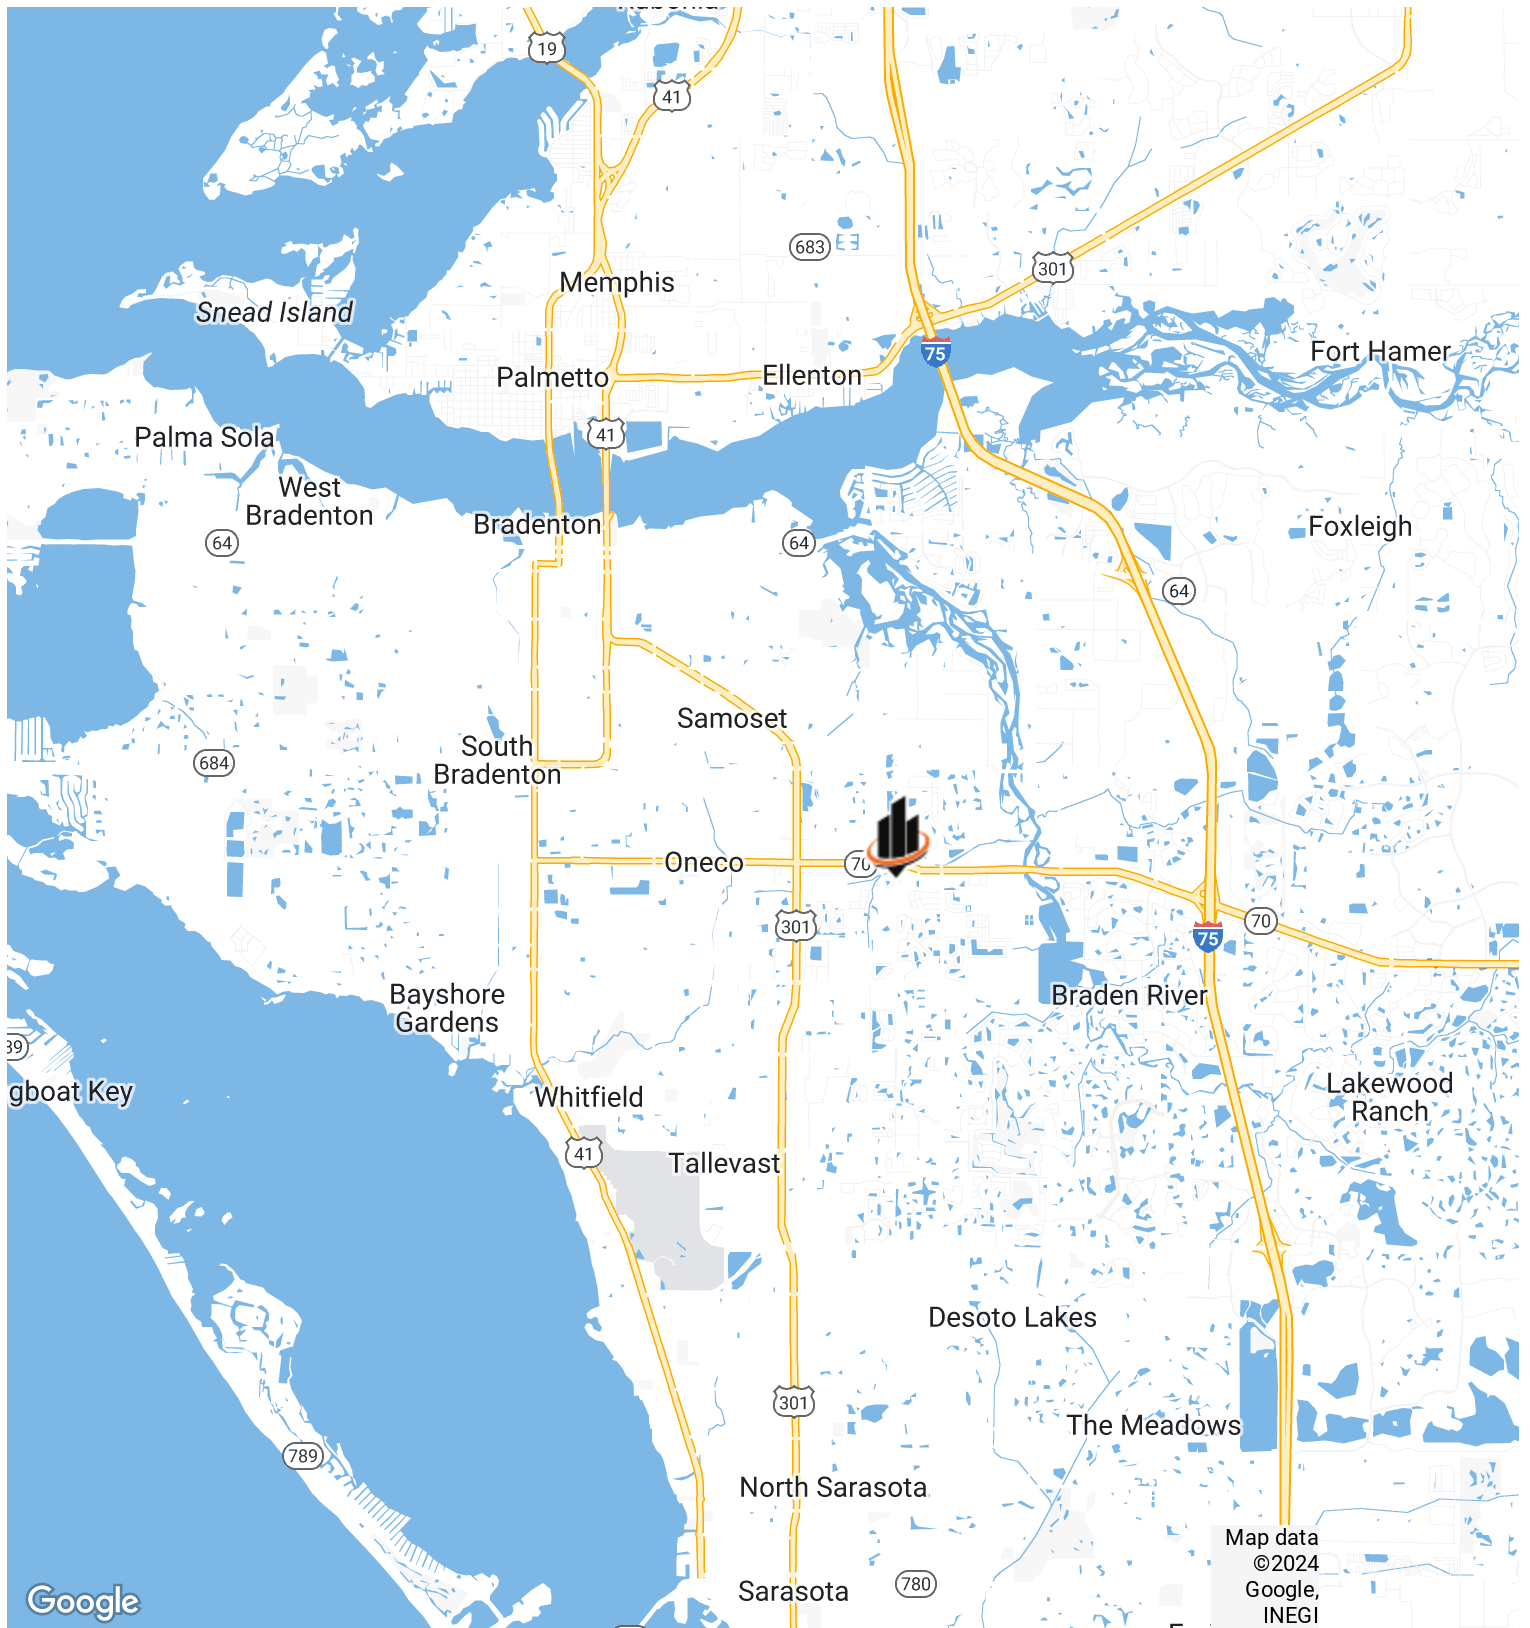 19
41
683
301
Memphis
Snead Island
75
Fort Hamer
Palmetto
Ellenton
41
Palma Sola
West
Bradenton
Bradenton
Foxleigh
64
64
64
Samoset
South
Bradenton
684
Oneco
70
301
70
75
Bayshore
Gardens
Braden River
39
gboat Key
Whitfield
Lakewood
Ranch
41
Tallevast
Desoto Lakes
301
The Meadows
789
North Sarasota
Map data
©2024
Google,
INEGI
780
Sarasota
Google